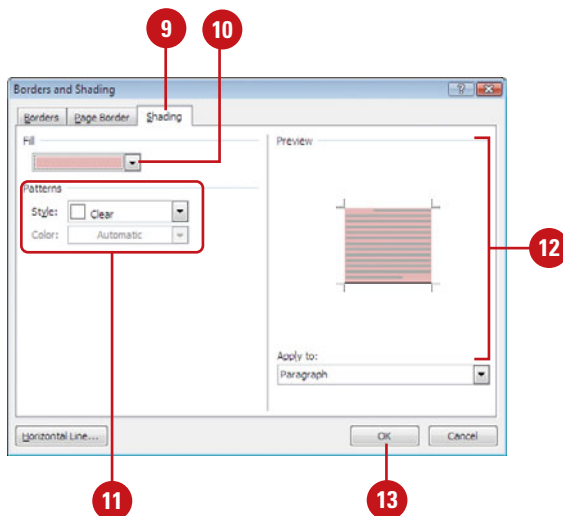 9 10
Borders and Shading
Borders Page Border Shading
Fill
Preview
Patterns
Style: Clear
Color: Automatic
12
Apply to:
Paragraph
Horizontal Line... OK Cancel
11 13